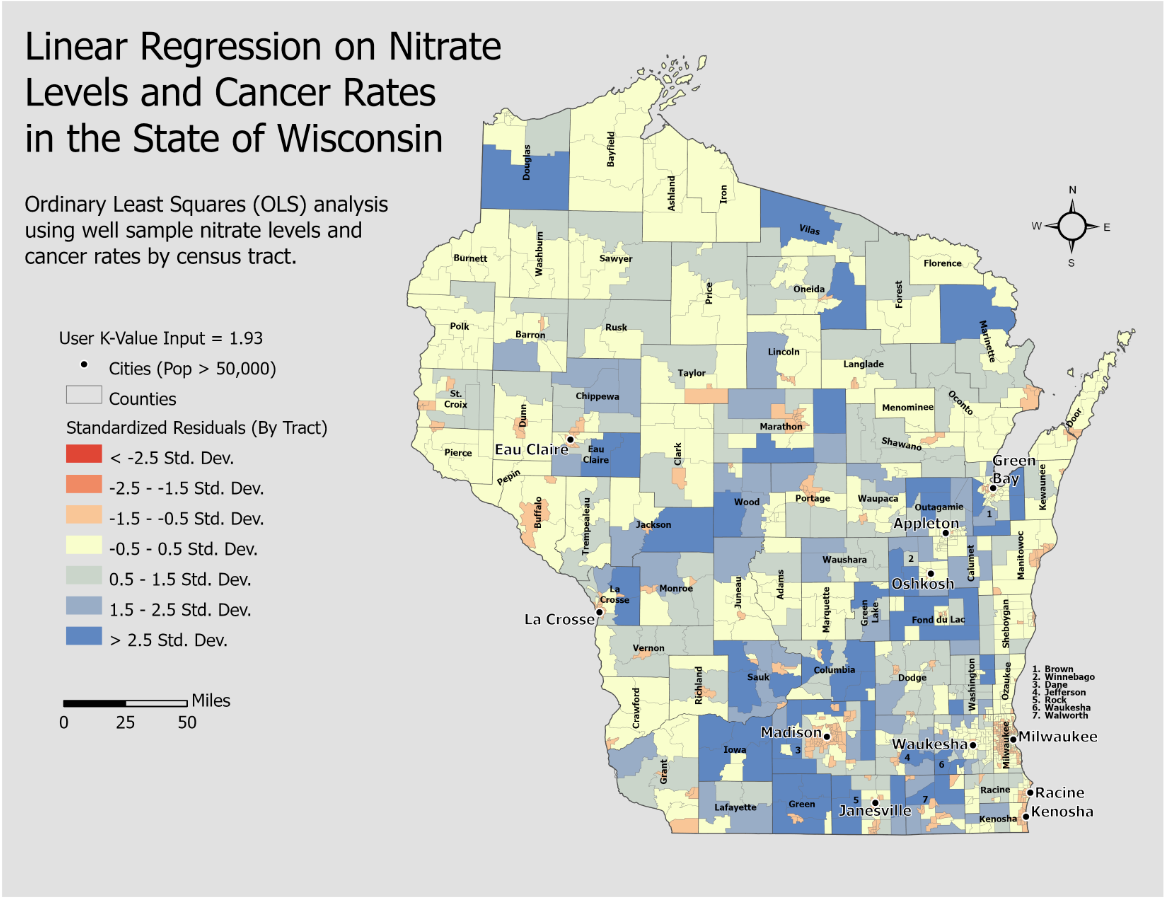 Linear Regression on Nitrate
Levels and Cancer Rates
in the State of Wisconsin
Ordinary Least Squares (OLS) analysis
using well sample nitrate levels and
cancer rates by census tract.
User K-Value Input = 1.93
Cities (Pop > 50,000)
Counties
Standardized Residuals (By Tract)
< -2.5 Std. Dev.
-2.5 - -1.5 Std. Dev.
-1.5 - -0.5 Std. Dev.
-0.5 - 0.5 Std. Dev.
0.5 - 1.5 Std. Dev.
1.5 - 2.5 Std. Dev.
> 2.5 Std. Dev.
Miles
0 25 50
N
W E
S
Douglas
Bayfield
Ashland
Iron
Vilas
Burnett
Washburn
Sawyer
Price
Oneida
Forest
Florence
Marinette
Polk
Barron
Rusk
Lincoln
Langlade
Taylor
St.
Croix
Dunn
Chippewa
Marathon
Menominee
Oconto
Door
Pierce
Eau Claire
Eau
Claire
Clark
Shawano
Pepin
Buffalo
Trempealeau
Jackson
Wood
Portage
Waupaca
Outagamie
Green
Bay
1
Kewaunee
Appleton
Waushara
2
Oshkosh
Calumet
Manitowoc
La
Crosse
La Crosse
Monroe
Juneau
Adams
Marquette
Green
Lake
Fond du Lac
Sheboygan
Vernon
Crawford
Richland
Sauk
Columbia
Dodge
Washington
Ozaukee
1. Brown
2. Winnebago
3. Dane
4. Jefferson
5. Rock
6. Waukesha
7. Walworth
Grant
Iowa
Madison
3
Waukesha
4
6
Milwaukee
Milwaukee
Lafayette
Green
5
Janesville
7
Racine
Racine
Kenosha
Kenosha